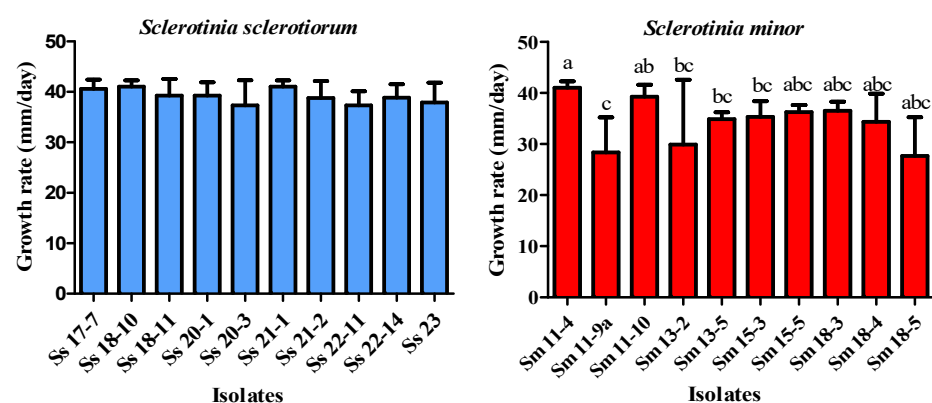 Sclerotinia sclerotiorum
Growth rate (mm/day)
50
40
30
20
10
0
Ss 17-7
Ss 18-10
Ss 18-11
Ss 20-1
Ss 20-3
Ss 21-1
Ss 21-2
Ss 22-11
Ss 22-14
Ss 23
Isolates
Sclerotinia minor
Growth rate (mm/day)
50
40
30
20
10
0
a
c
ab
bc
bc
bc
abc
abc
abc
abc
Sm 11-4
Sm 11-9a
Sm 11-10
Sm 13-2
Sm 13-5
Sm 15-3
Sm 15-5
Sm 18-3
Sm 18-4
Sm 18-5
Isolates